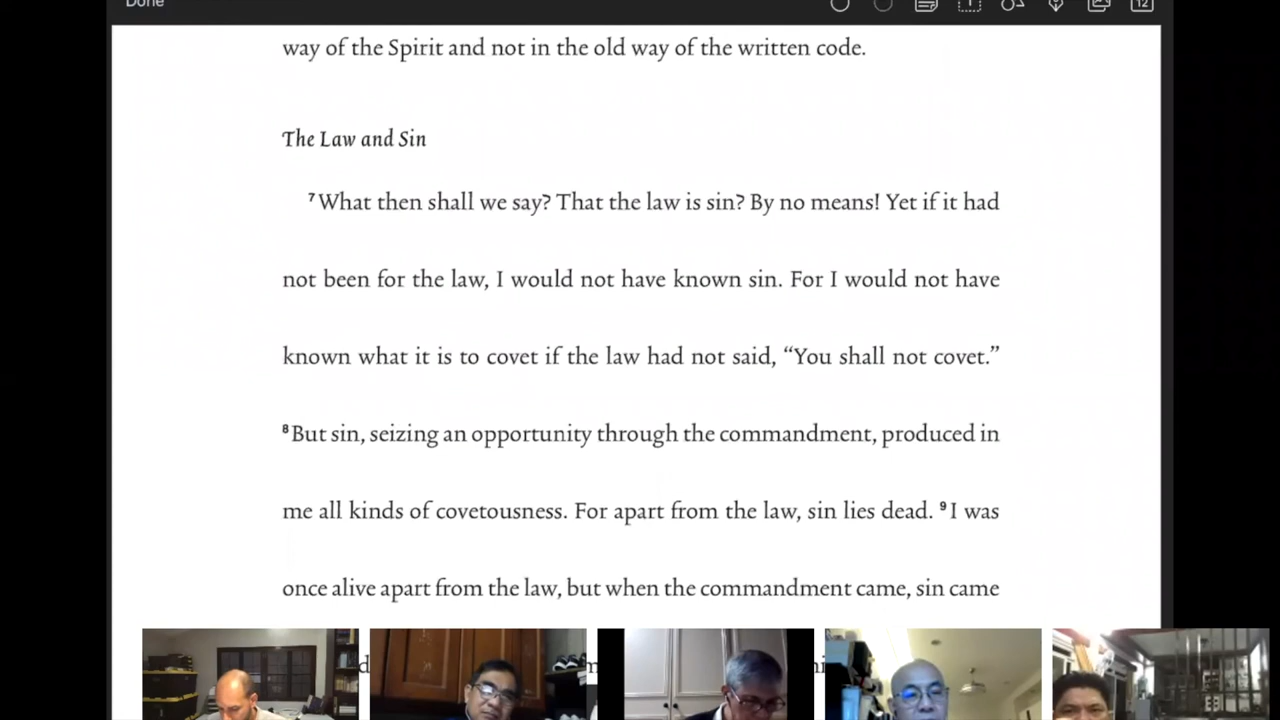 Done
12
way of the Spirit and not in the old way of the written code.
The Law and Sin
⁷What then shall we say? That the law is sin? By no means! Yet if it had
not been for the law, I would not have known sin. For I would not have
known what it is to covet if the law had not said, “You shall not covet.”
⁸But sin, seizing an opportunity through the commandment, produced in
me all kinds of covetousness. For apart from the law, sin lies dead. ⁹I was
once alive apart from the law, but when the commandment came, sin came